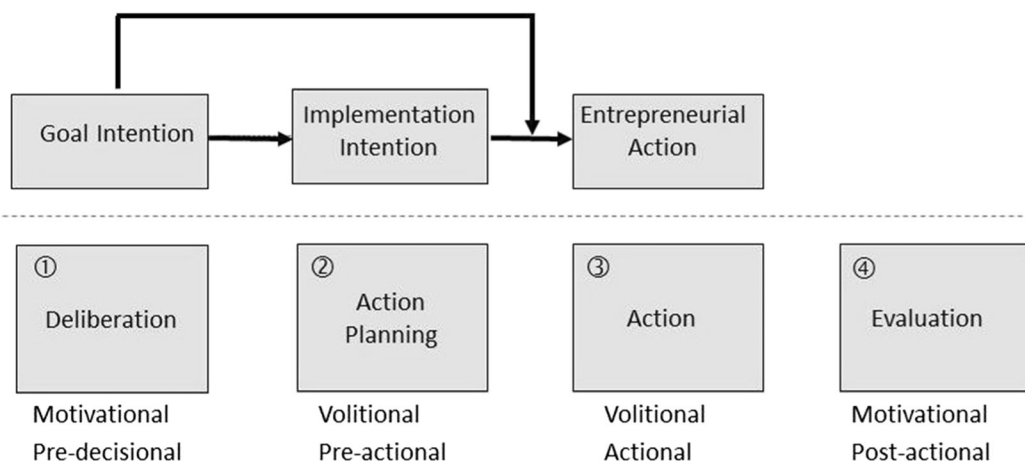 Goal Intention
Implementation
Intention
Entrepreneurial
Action
①
Deliberation
②
Action
Planning
③
Action
④
Evaluation
Motivational
Pre-decisional
Volitional
Pre-actional
Volitional
Actional
Motivational
Post-actional